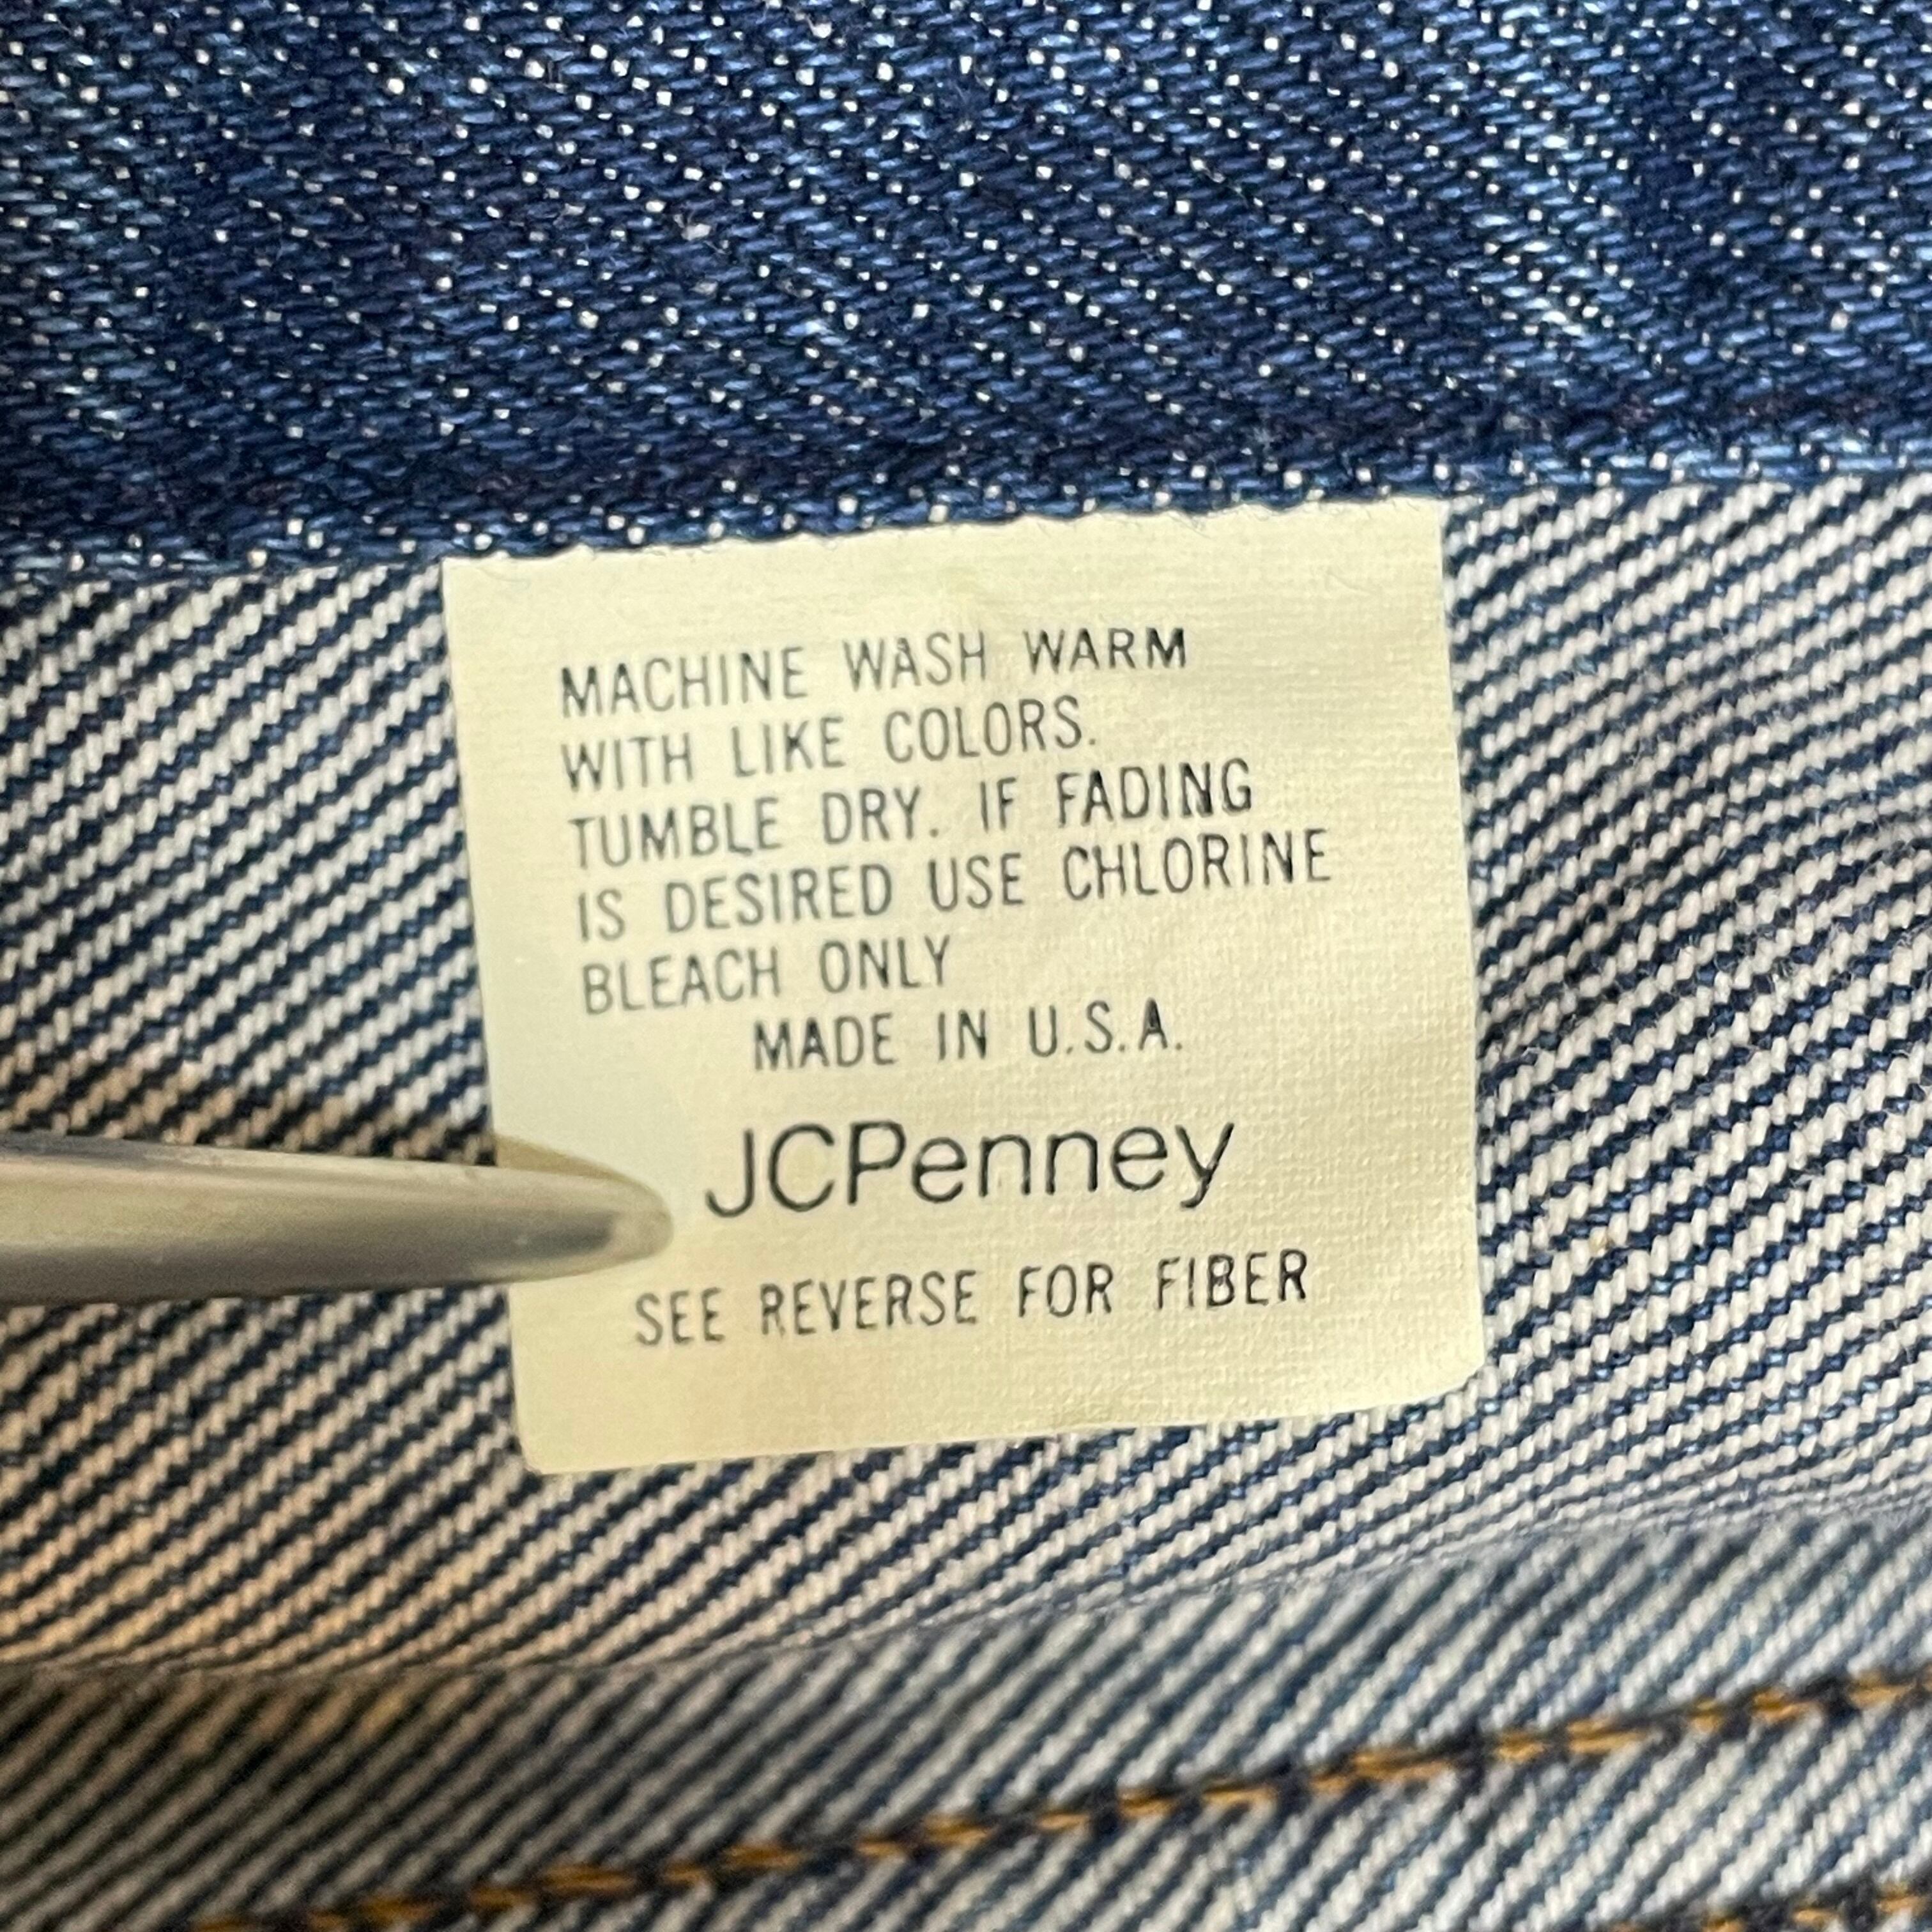 MACHINE WASH WARM
WITH LIKE COLORS.
TUMBLE DRY. IF FADING
IS DESIRED USE CHLORINE
BLEACH ONLY
MADE IN U.S.A.
JCPenney
SEE REVERSE FOR FIBER